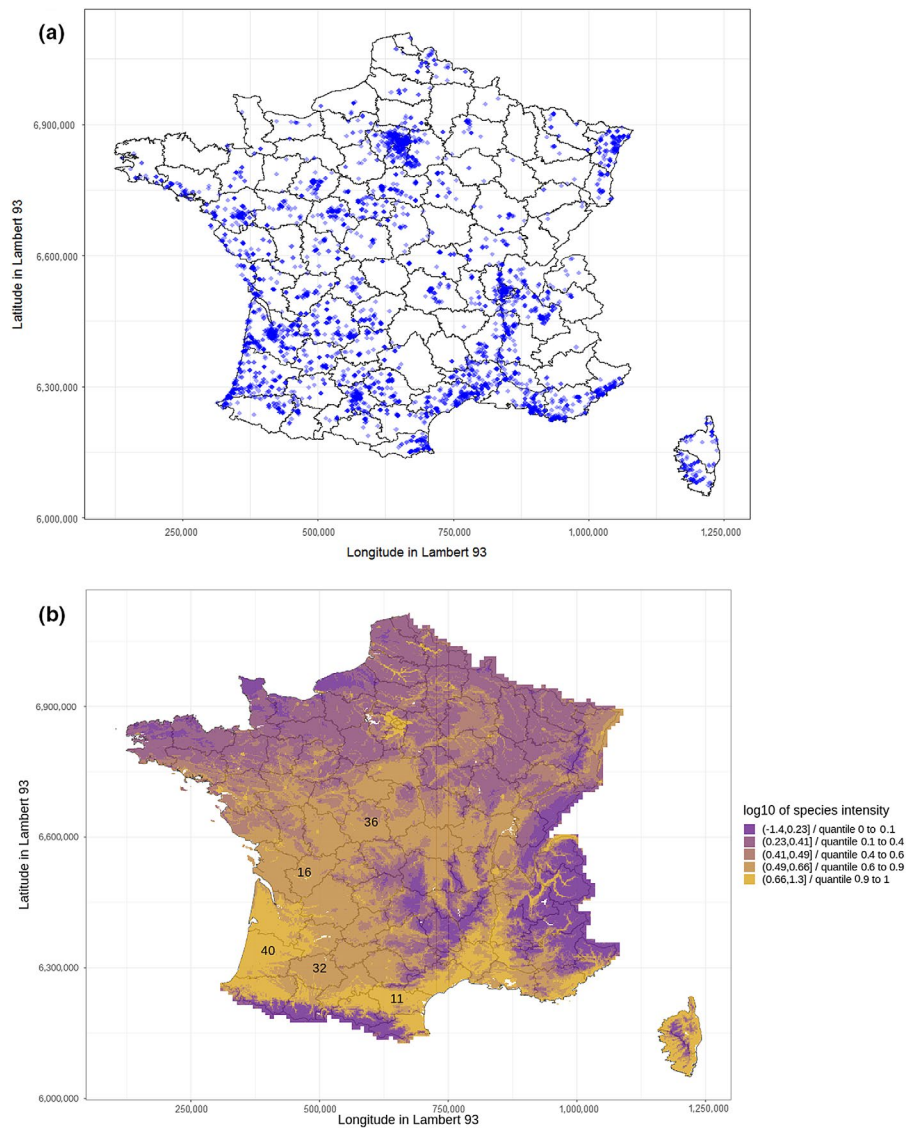 (a)
6,900,000
6,600,000
6,300,000
6,000,000
Latitude in Lambert 93
250,000 500,000 750,000 1,000,000 1,250,000
Longitude in Lambert 93
(b)
6,900,000
6,600,000
6,300,000
6,000,000
Latitude in Lambert 93
36
16
40
32
11
250,000 500,000 750,000 1,000,000 1,250,000
Longitude in Lambert 93
log10 of species intensity
(-1.4,0.23] / quantile 0 to 0.1
(0.23,0.41] / quantile 0.1 to 0.4
(0.41,0.49] / quantile 0.4 to 0.6
(0.49,0.66] / quantile 0.6 to 0.9
(0.66,1.3] / quantile 0.9 to 1